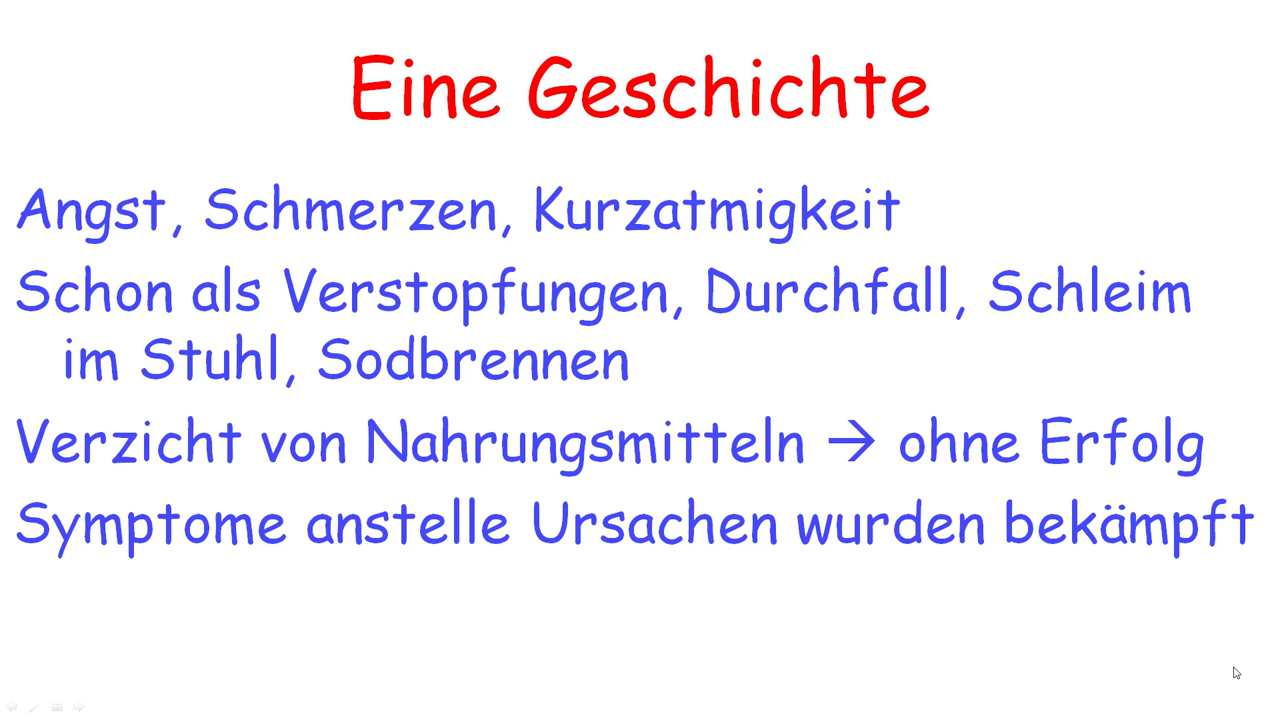 Eine Geschichte
Angst, Schmerzen, Kurzatmigkeit
Schon als Verstopfungen, Durchfall, Schleim
im Stuhl, Sodbrennen
Verzicht von Nahrungsmitteln → ohne Erfolg
Symptome anstelle Ursachen wurden bekämpft